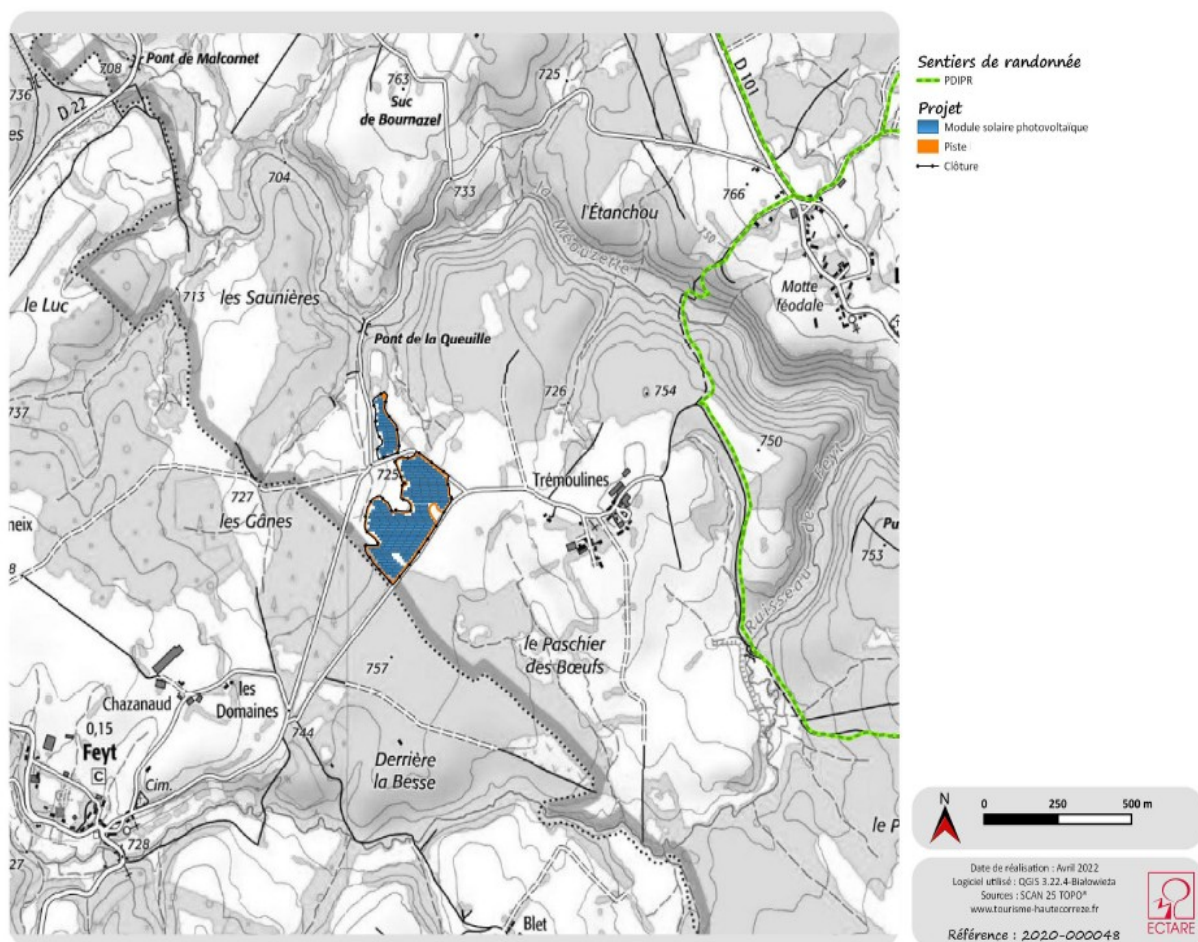 708
Pont de Malcornet
736
D 22
763
Suc
de Bournazel
725
D 101
704
733
766
l'Étanchou
la
Méouzette
750
Motte
féodale
le Luc
713
les Saunières
Pont de la Queuille
726
754
737
750
725
Trémoulines
727
les Gânes
Ruisseau de Feyt
753
le Paschier
des Bœufs
757
Chazanaud
les
Domaines
0,15
Feyt
C
Cim.
744
Derrière
la Besse
728
Blet
Sentiers de randonnée
PDIPR
Projet
Module solaire photovoltaïque
Piste
Clôture
N
0 250 500 m
Date de réalisation : Avril 2022
Logiciel utilisé : QGIS 3.22.4-Białowieża
Sources : SCAN 25 TOPO®
www.tourisme-hautecorreze.fr
Référence : 2020-000048
ECTARE